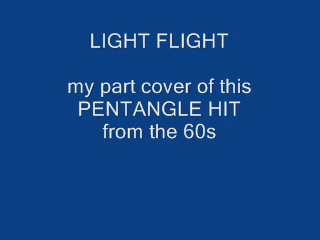 LIGHT FLIGHT
my part cover of this
PENTANGLE HIT
from the 60s